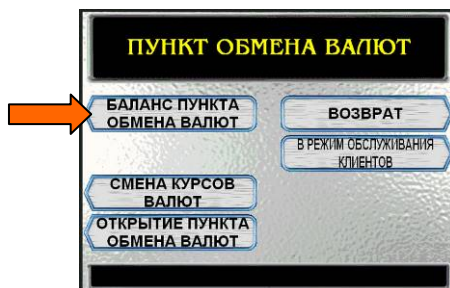 ПУНКТ ОБМЕНА ВАЛЮТ
БАЛАНС ПУНКТА
ОБМЕНА ВАЛЮТ
ВОЗВРАТ
В РЕЖИМ ОБСЛУЖИВАНИЯ
КЛИЕНТОВ
СМЕНА КУРСОВ
ВАЛЮТ
ОТКРЫТИЕ ПУНКТА
ОБМЕНА ВАЛЮТ